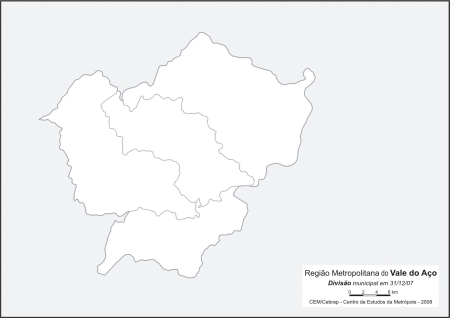 Região Metropolitana do Vale do Aço
Divisão municipal em 31/12/07
0 2 4 6 km
CEM/Cebrap - Centro de Estudos da Metrópole - 2008